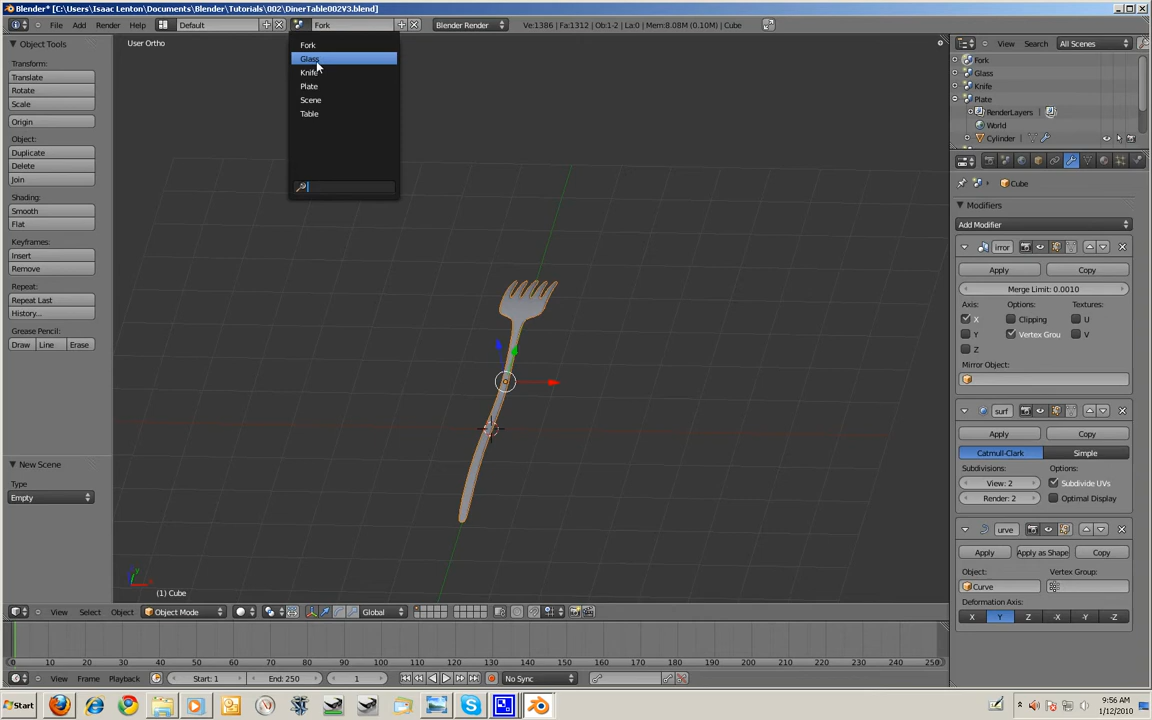 Blender* [C:\Users\Isaac Lenton\Documents\Blender\Tutorials\002\DinerTable002V3.blend]
File Add Render Help Default Fork Blender Render Ve:1386 | Fa:1312 | Ob:1-2 | La:0 | Mem:8.08M (0.10M) | Cube
Object Tools
Transform:
Translate
Rotate
Scale
Origin
Object:
Duplicate
Delete
Join
Shading:
Smooth
Flat
Keyframes:
Insert
Remove
Repeat:
Repeat Last
History...
Grease Pencil:
Draw Line Erase
New Scene
Type
Empty
User Ortho
Fork
Glass
Knife
Plate
Scene
Table
(1) Cube
View Search All Scenes
Fork
Glass
Knife
Plate
RenderLayers
World
Cylinder
Cube
Modifiers
Add Modifier
irror
Apply Copy
Merge Limit: 0.0010
Axis: Options: Textures:
X Clipping U
Y Vertex Grou V
Z
Mirror Object:
surf
Apply Copy
Catmull-Clark Simple
Subdivisions: Options:
View: 2 Subdivide UVs
Render: 2 Optimal Display
urve
Apply Apply as Shape Copy
Object: Vertex Group:
Curve
Deformation Axis:
X Y Z -X -Y -Z
View Select Object Object Mode Global
0 10 20 30 40 50 60 70 80 90 100 110 120 130 140 150 160 170 180 190 200 210 220 230 240 250
View Frame Playback Start: 1 End: 250 1 No Sync
Start
9:56 AM
1/12/2010